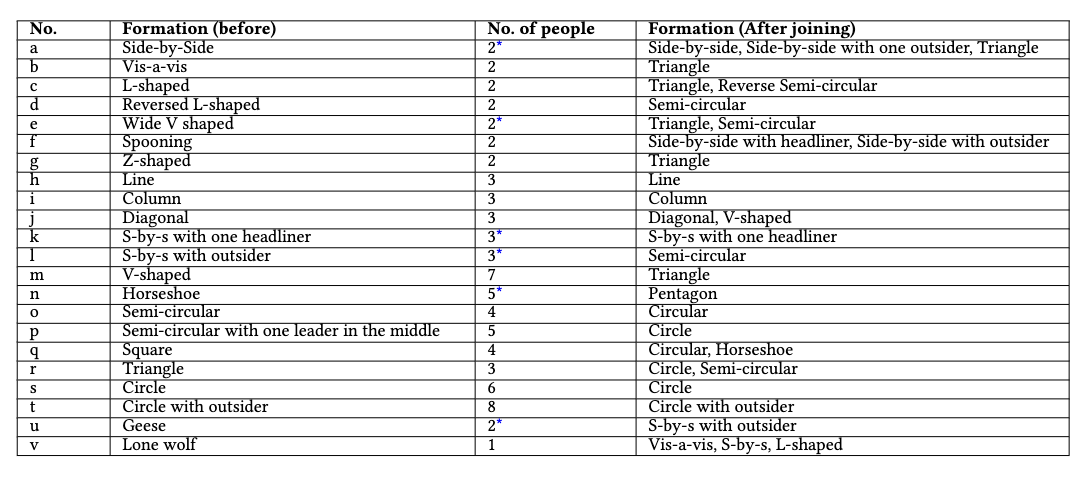 No. Formation (before) No. of people Formation (After joining)
a Side-by-Side 2* Side-by-side, Side-by-side with one outsider, Triangle
b Vis-a-vis 2 Triangle
c L-shaped 2 Triangle, Reverse Semi-circular
d Reversed L-shaped 2 Semi-circular
e Wide V shaped 2* Triangle, Semi-circular
f Spooning 2 Side-by-side with headliner, Side-by-side with outsider
g Z-shaped 2 Triangle
h Line 3 Line
i Column 3 Column
j Diagonal 3 Diagonal, V-shaped
k S-by-s with one headliner 3* S-by-s with one headliner
l S-by-s with outsider 3* Semi-circular
m V-shaped 7 Triangle
n Horseshoe 5* Pentagon
o Semi-circular 4 Circular
p Semi-circular with one leader in the middle 5 Circle
q Square 4 Circular, Horseshoe
r Triangle 3 Circle, Semi-circular
s Circle 6 Circle
t Circle with outsider 8 Circle with outsider
u Geese 2* S-by-s with outsider
v Lone wolf 1 Vis-a-vis, S-by-s, L-shaped